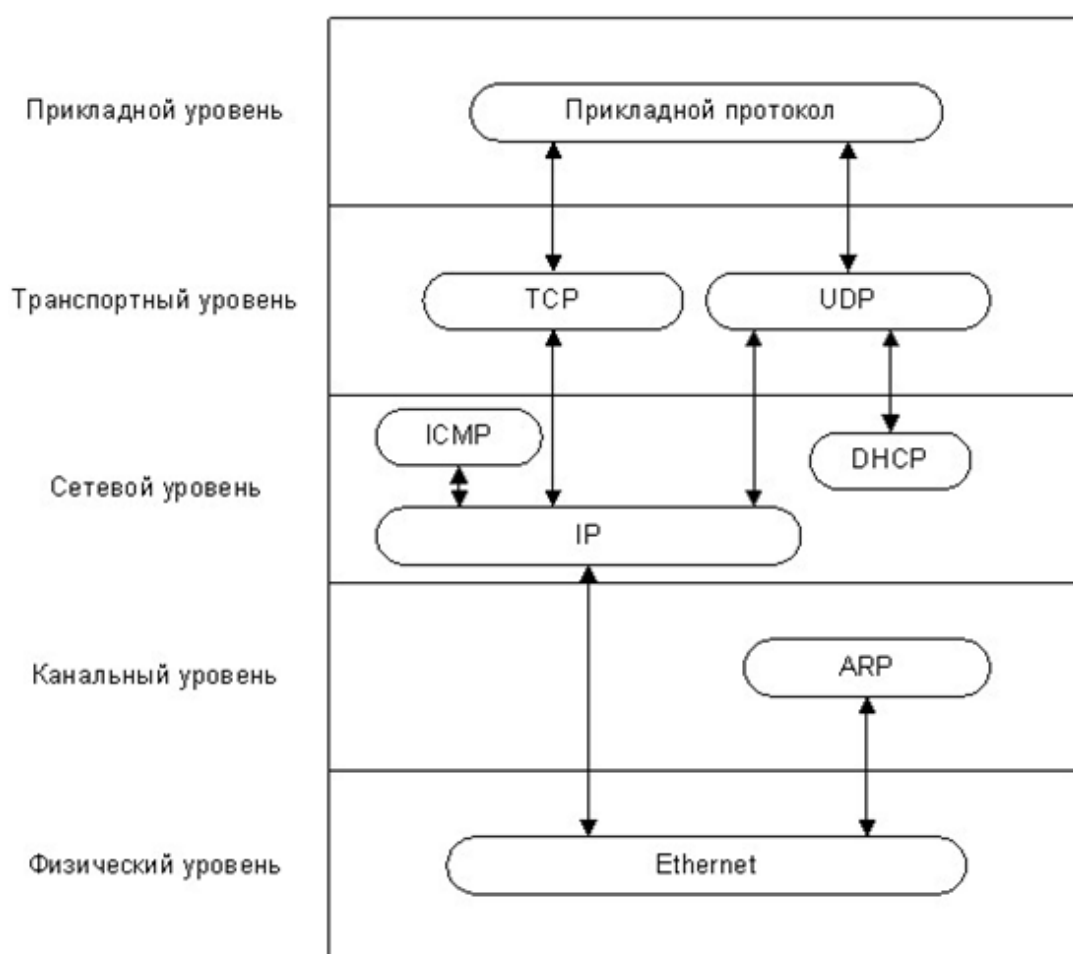 Прикладной уровень
Прикладной протокол
Транспортный уровень
TCP
UDP
Сетевой уровень
ICMP
DHCP
IP
Канальный уровень
ARP
Физический уровень
Ethernet